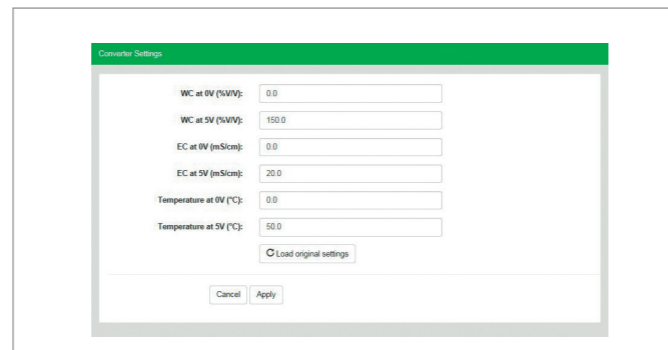 Converter Settings
WC at 0V (%V/V): 0.0
WC at 5V (%V/V): 150.0
EC at 0V (mS/cm): 0.0
EC at 5V (mS/cm): 20.0
Temperature at 0V (°C): 0.0
Temperature at 5V (°C): 50.0
Load original settings
Cancel Apply